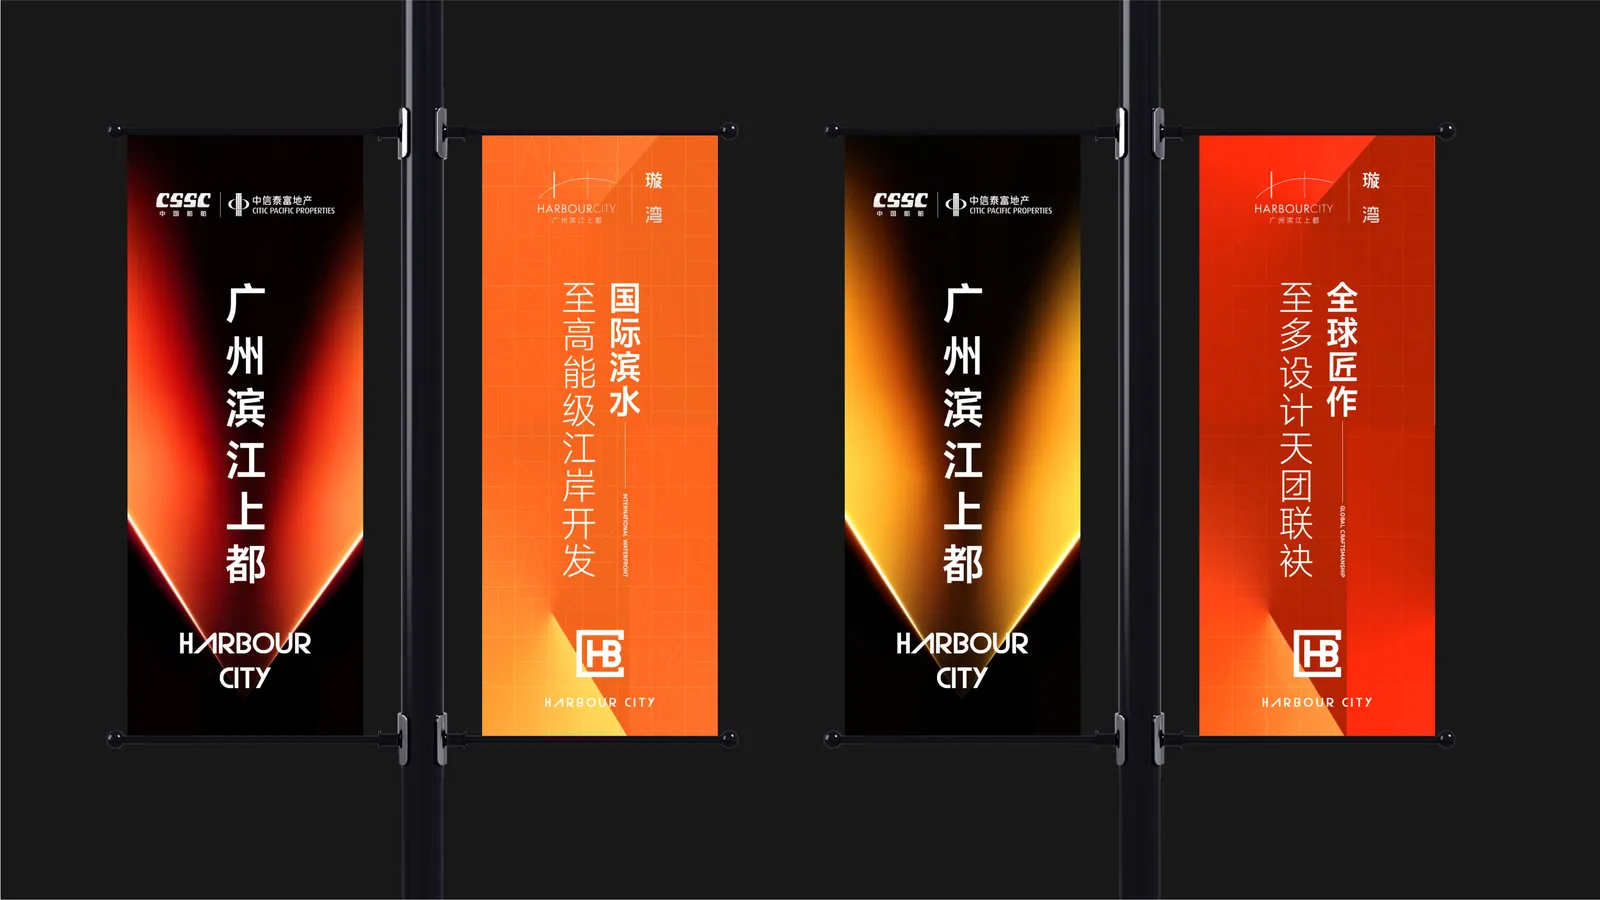 CSSC
中国船舶
中信泰富地产
CITIC PACIFIC PROPERTIES
广州滨江上都
HARBOUR
CITY
HARBOURCITY
广州滨江上都
璇湾
国际滨水
INTERNATIONAL WATERFRONT
至高能级江岸开发
HB
HARBOUR CITY
CSSC
中国船舶
中信泰富地产
CITIC PACIFIC PROPERTIES
广州滨江上都
HARBOUR
CITY
HARBOURCITY
广州滨江上都
璇湾
全球匠作
GLOBAL CRAFTSMANSHIP
至多设计天团联袂
HB
HARBOUR CITY